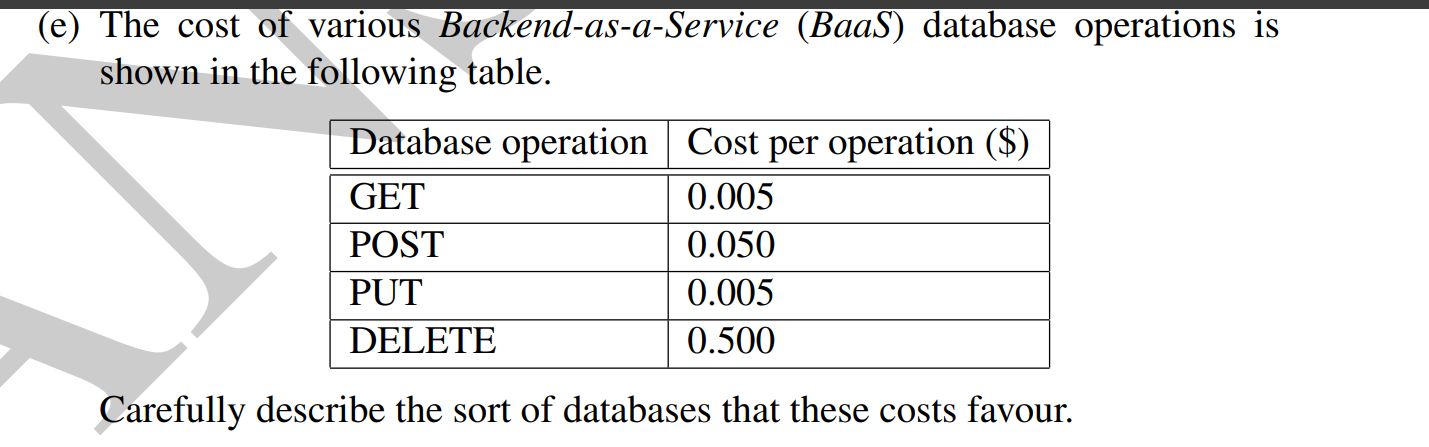 (e) The cost of various Backend-as-a-Service (BaaS) database operations is
shown in the following table.
Database operation Cost per operation ($)
GET 0.005
POST 0.050
PUT 0.005
DELETE 0.500
Carefully describe the sort of databases that these costs favour.